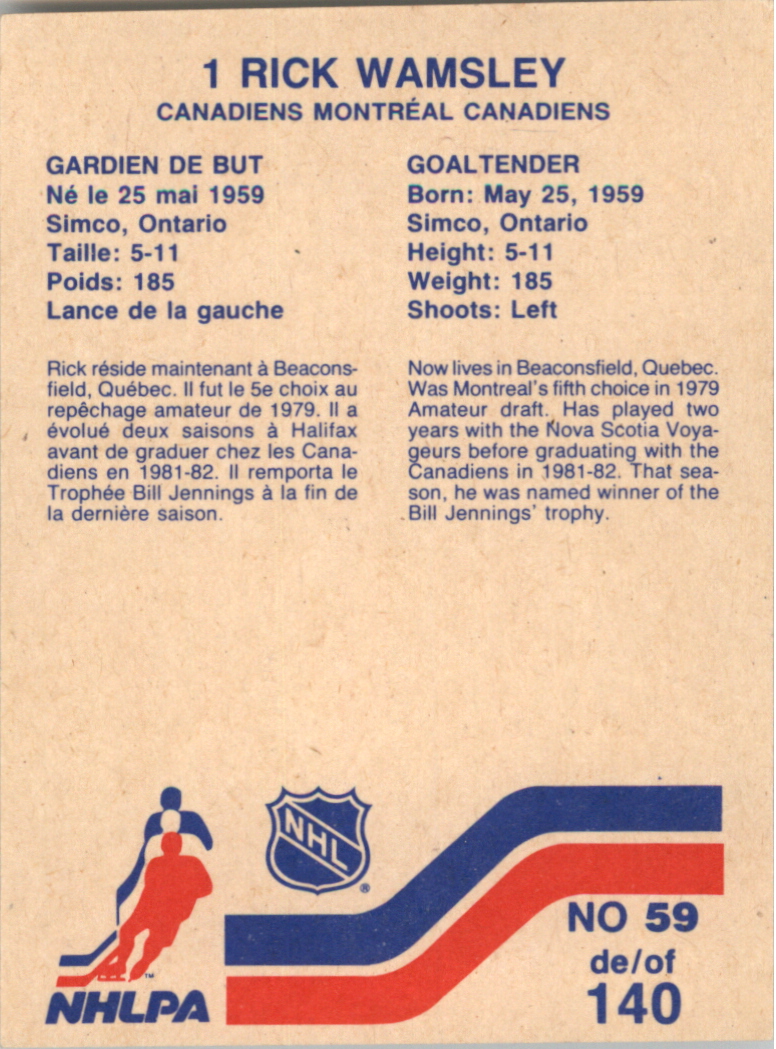 1 RICK WAMSLEY
CANADIENS MONTRÉAL CANADIENS
GARDIEN DE BUT
Né le 25 mai 1959
Simco, Ontario
Taille: 5-11
Poids: 185
Lance de la gauche
Rick réside maintenant à Beacons-
field, Québec. Il fut le 5e choix au
repêchage amateur de 1979. Il a
évolué deux saisons à Halifax
avant de graduer chez les Cana-
diens en 1981-82. Il remporta le
Trophée Bill Jennings à la fin de
la dernière saison.
GOALTENDER
Born: May 25, 1959
Simco, Ontario
Height: 5-11
Weight: 185
Shoots: Left
Now lives in Beaconsfield, Quebec.
Was Montreal's fifth choice in 1979
Amateur draft. Has played two
years with the Nova Scotia Voya-
geurs before graduating with the
Canadiens in 1981-82. That sea-
son, he was named winner of the
Bill Jennings' trophy.
NHL
®
TM
NHLPA
NO 59
de/of
140